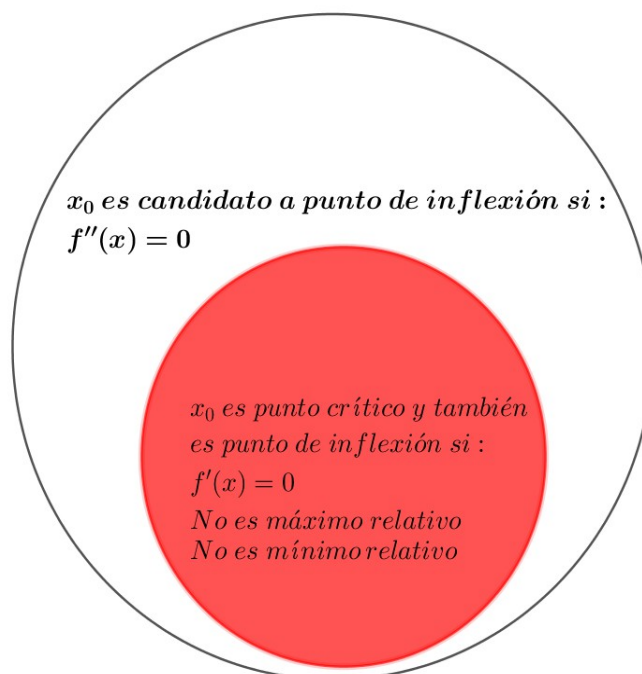 x₀ es candidato a punto de inflexión si :
f''(x) = 0
x₀ es punto crítico y también
es punto de inflexión si :
f'(x) = 0
No es máximo relativo
No es mínimo relativo